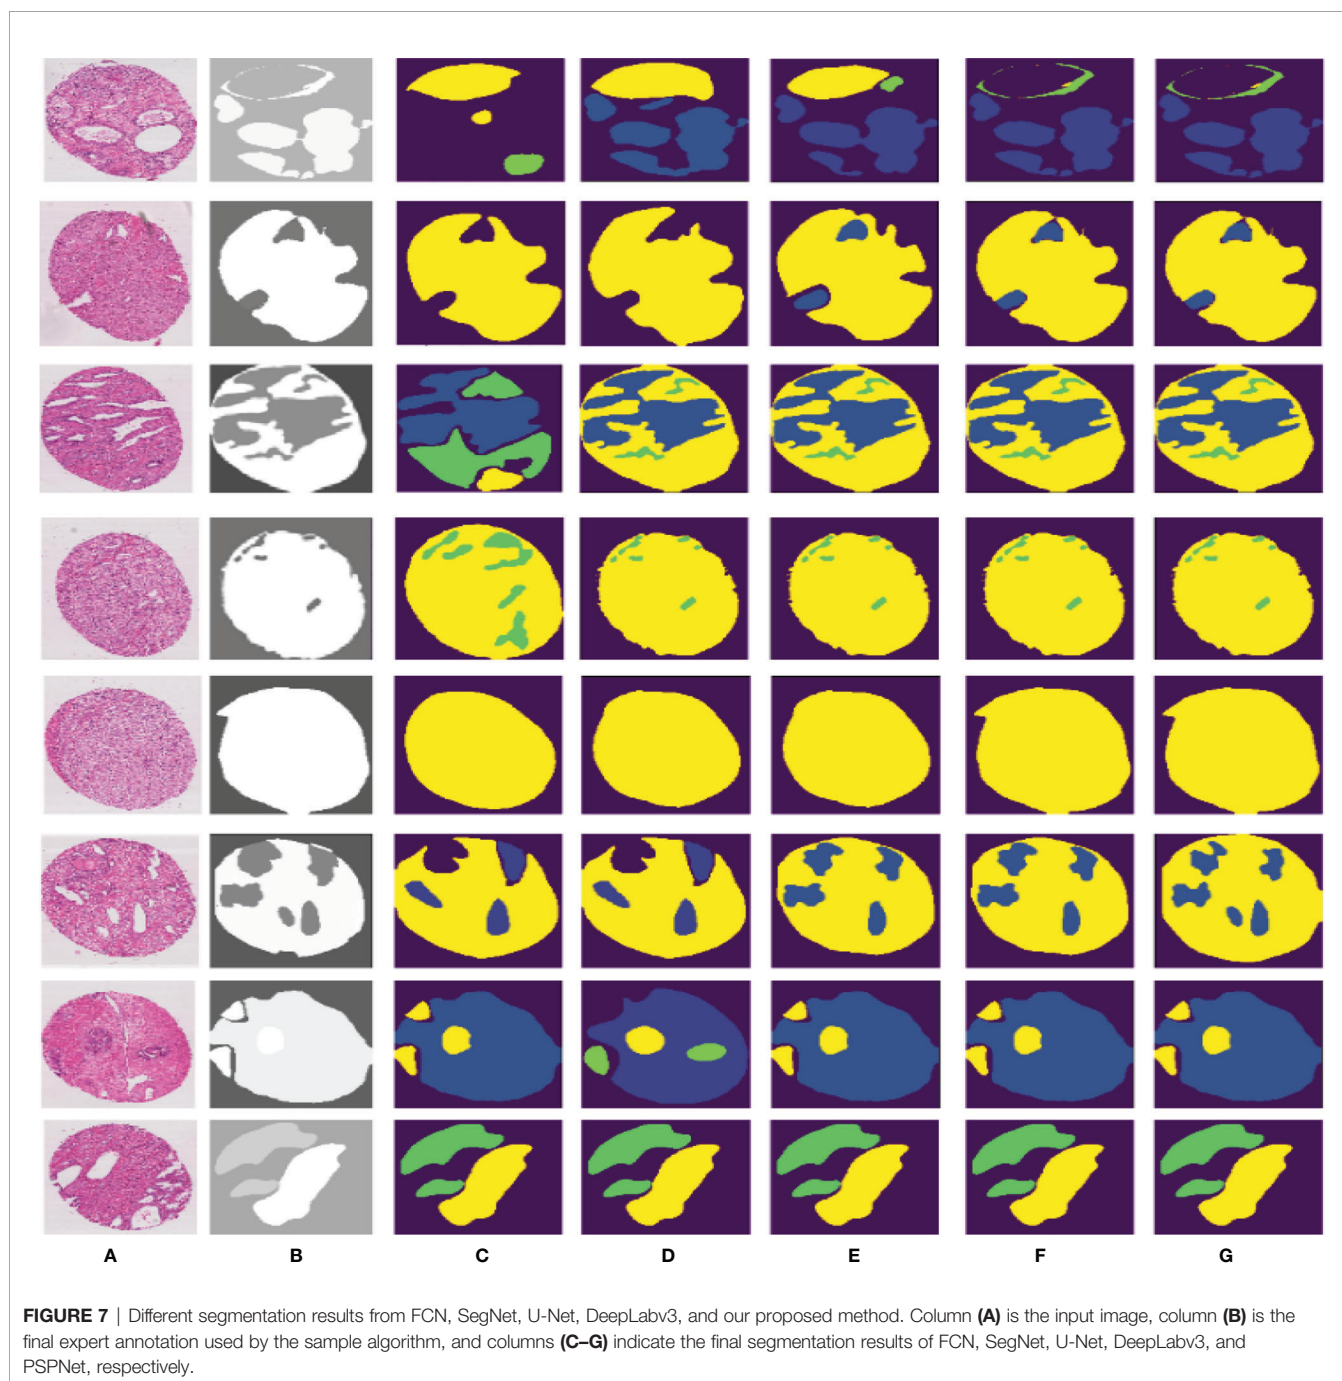 A B C D E F G
FIGURE 7 | Different segmentation results from FCN, SegNet, U-Net, DeepLabv3, and our proposed method. Column (A) is the input image, column (B) is the
final expert annotation used by the sample algorithm, and columns (C–G) indicate the final segmentation results of FCN, SegNet, U-Net, DeepLabv3, and
PSPNet, respectively.